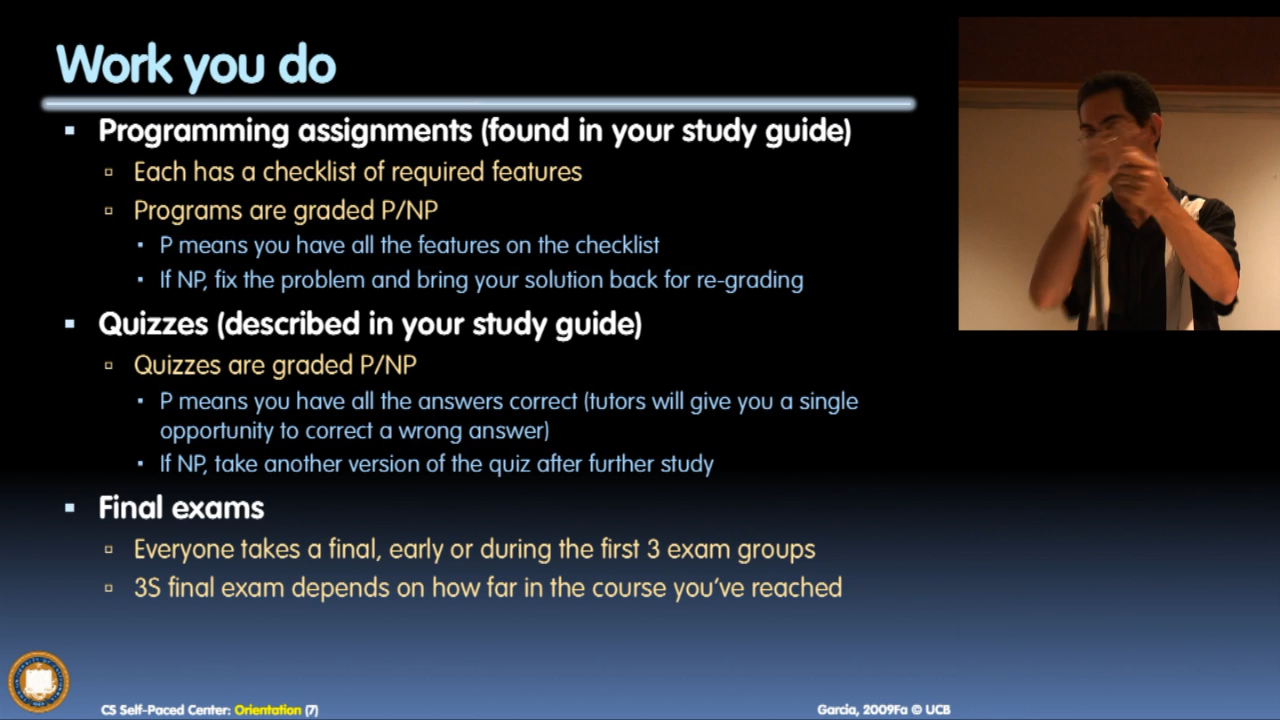 Work you do
Programming assignments (found in your study guide)
Each has a checklist of required features
Programs are graded P/NP
P means you have all the features on the checklist
If NP, fix the problem and bring your solution back for re-grading
Quizzes (described in your study guide)
Quizzes are graded P/NP
P means you have all the answers correct (tutors will give you a single
opportunity to correct a wrong answer)
If NP, take another version of the quiz after further study
Final exams
Everyone takes a final, early or during the first 3 exam groups
3S final exam depends on how far in the course you’ve reached
CS Self-Paced Center: Orientation (7)
Garcia, 2009Fa © UCB